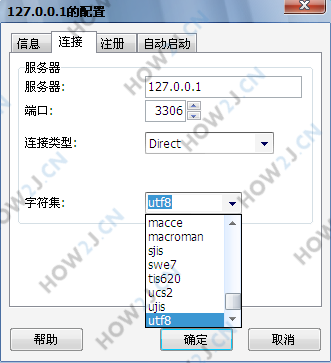 127.0.0.1的配置
信息 连接 注册 自动启动
服务器
服务器: 127.0.0.1
端口: 3306
连接类型: Direct
字符集: utf8
macce
macroman
sjis
swe7
tis620
ucs2
ujis
utf8
帮助 确定 取消
HOW2J.CN
HOW2J.CN
HOW2J.CN
HOW2J.CN
HOW2J.CN
HOW2J.CN